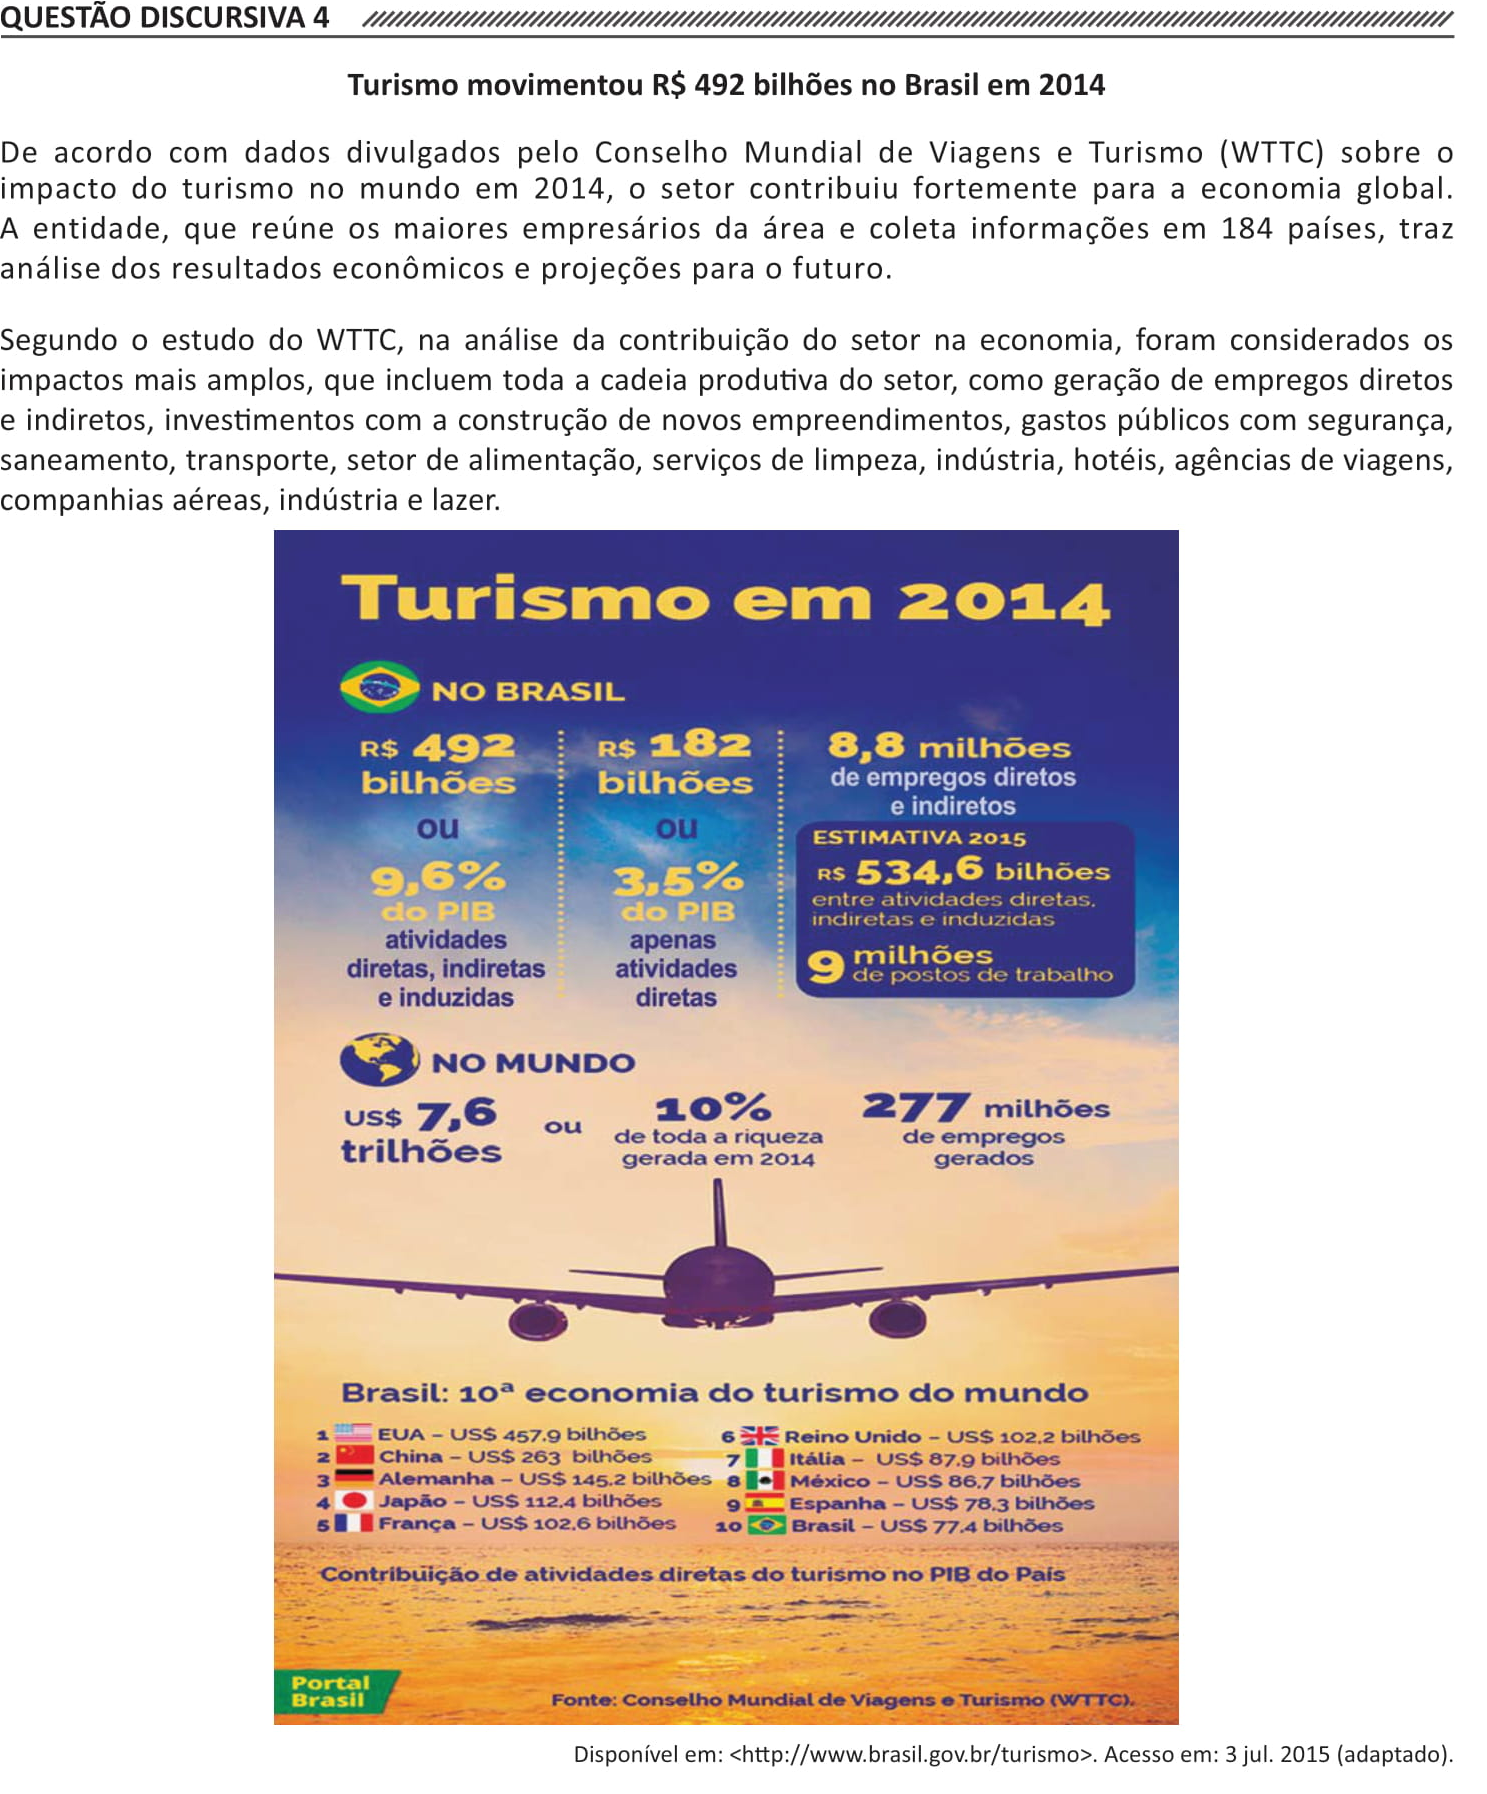 QUESTÃO DISCURSIVA 4
Turismo movimentou R$ 492 bilhões no Brasil em 2014
De acordo com dados divulgados pelo Conselho Mundial de Viagens e Turismo (WTTC) sobre o
impacto do turismo no mundo em 2014, o setor contribuiu fortemente para a economia global.
A entidade, que reúne os maiores empresários da área e coleta informações em 184 países, traz
análise dos resultados econômicos e projeções para o futuro.
Segundo o estudo do WTTC, na análise da contribuição do setor na economia, foram considerados os
impactos mais amplos, que incluem toda a cadeia produtiva do setor, como geração de empregos diretos
e indiretos, investimentos com a construção de novos empreendimentos, gastos públicos com segurança,
saneamento, transporte, setor de alimentação, serviços de limpeza, indústria, hotéis, agências de viagens,
companhias aéreas, indústria e lazer.
Turismo em 2014
NO BRASIL
R$ 492
bilhões
ou
9,6%
do PIB
atividades
diretas, indiretas
e induzidas
R$ 182
bilhões
ou
3,5%
do PIB
apenas
atividades
diretas
8,8 milhões
de empregos diretos
e indiretos
ESTIMATIVA 2015
R$ 534,6 bilhões
entre atividades diretas,
indiretas e induzidas
9 milhões
de postos de trabalho
NO MUNDO
US$ 7,6
trilhões
ou
10%
de toda a riqueza
gerada em 2014
277 milhões
de empregos
gerados
Brasil: 10ª economia do turismo do mundo
1 EUA – US$ 457,9 bilhões
2 China – US$ 263 bilhões
3 Alemanha – US$ 145,2 bilhões
4 Japão – US$ 112,4 bilhões
5 França – US$ 102,6 bilhões
6 Reino Unido – US$ 102,2 bilhões
7 Itália – US$ 87,9 bilhões
8 México – US$ 86,7 bilhões
9 Espanha – US$ 78,3 bilhões
10 Brasil – US$ 77,4 bilhões
Contribuição de atividades diretas do turismo no PIB do País
Portal
Brasil
Fonte: Conselho Mundial de Viagens e Turismo (WTTC).
Disponível em: <http://www.brasil.gov.br/turismo>. Acesso em: 3 jul. 2015 (adaptado).